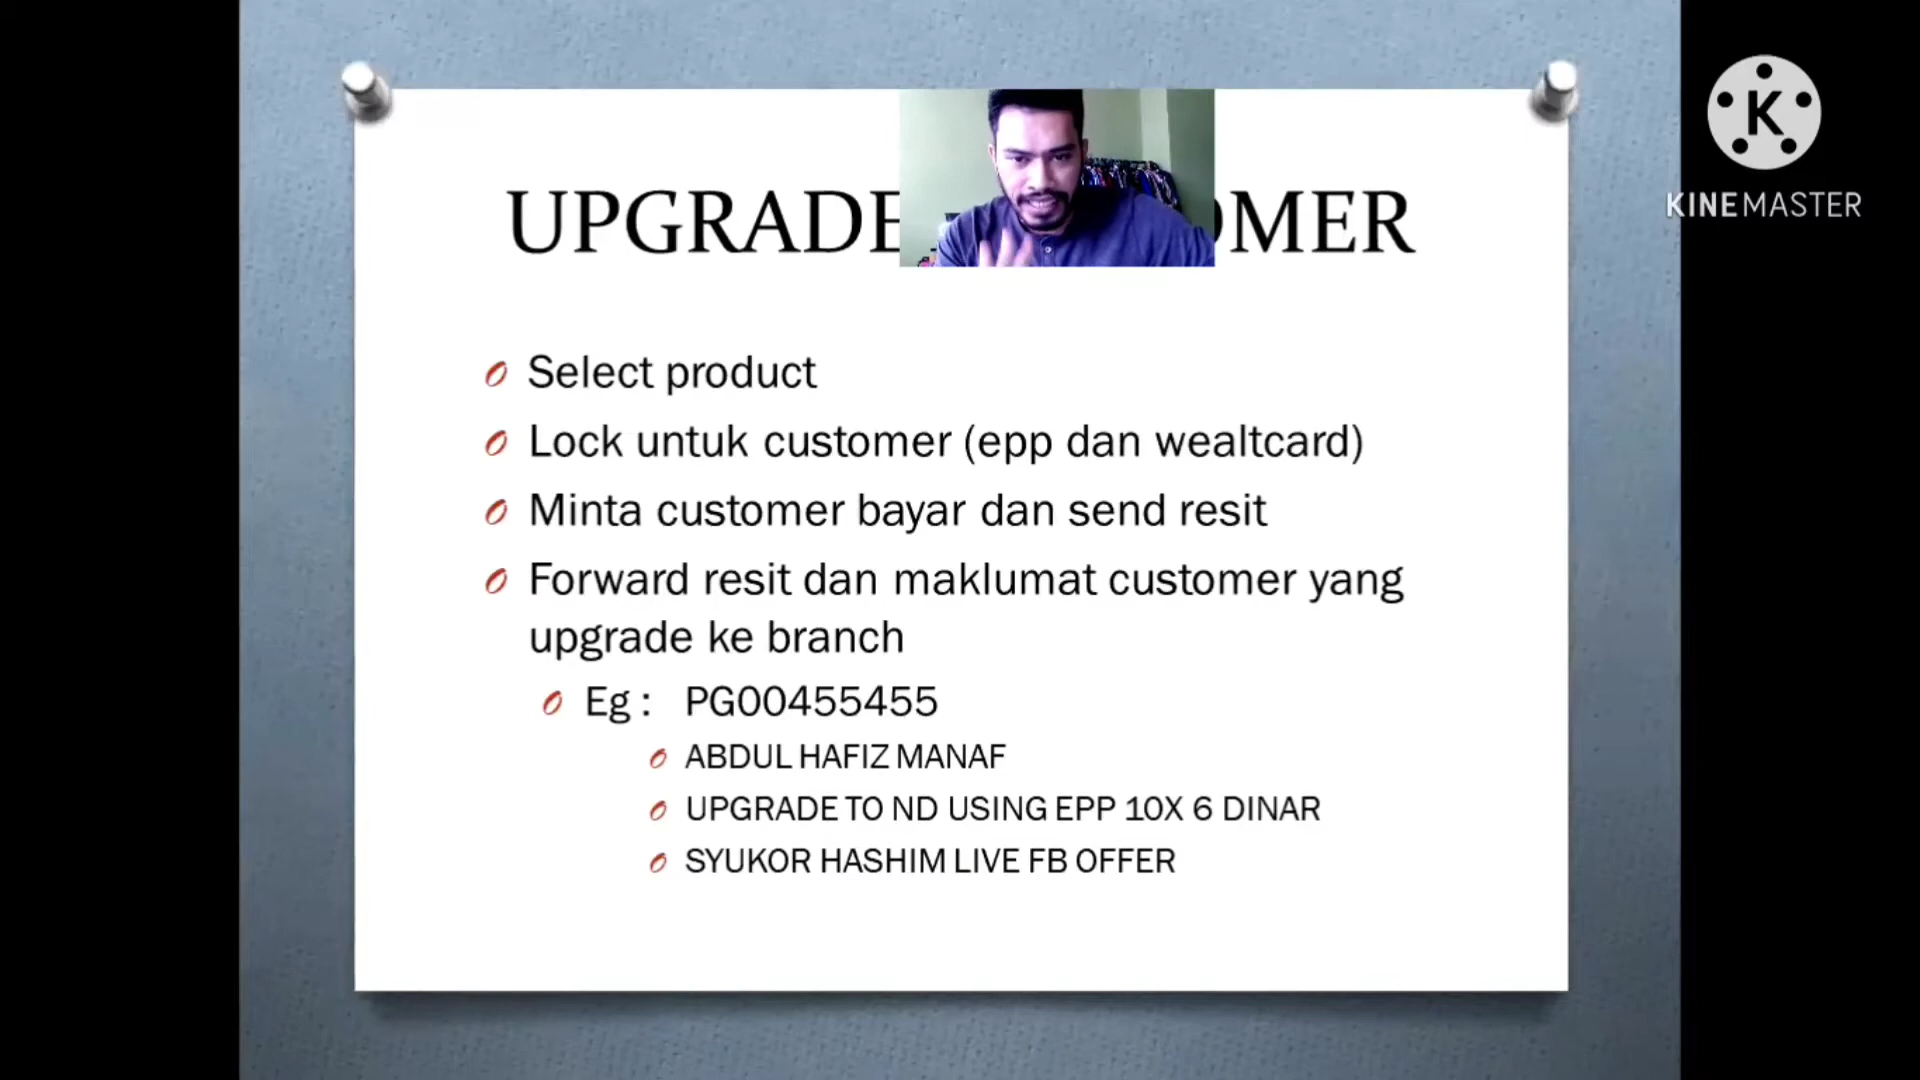 UPGRADE OMER
Select product
Lock untuk customer (epp dan wealtcard)
Minta customer bayar dan send resit
Forward resit dan maklumat customer yang
upgrade ke branch
Eg : PG00455455
ABDUL HAFIZ MANAF
UPGRADE TO ND USING EPP 10X 6 DINAR
SYUKOR HASHIM LIVE FB OFFER
K
KINEMASTER